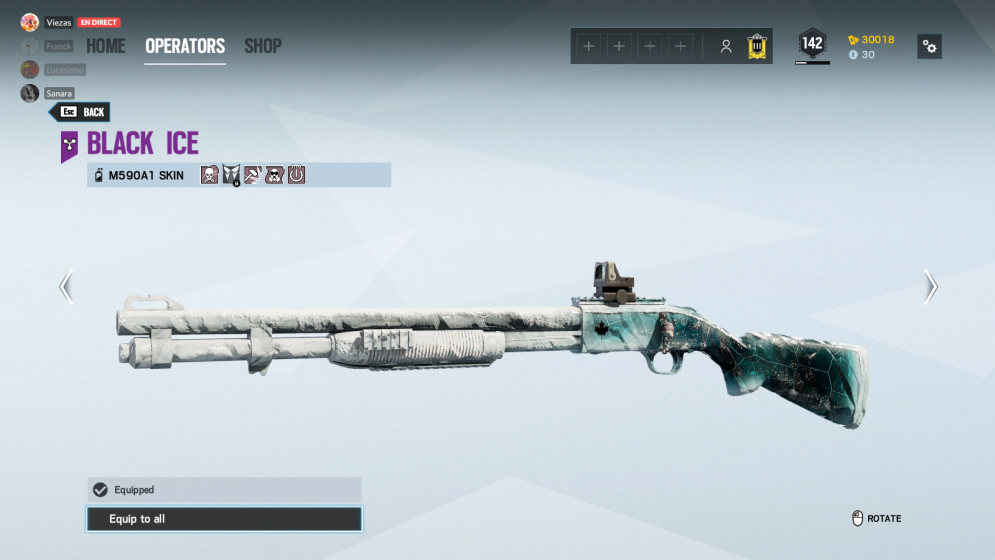 Viezas EN DIRECT
Franck
HOME OPERATORS SHOP
142
30018
30
Lucasinho
Sanara
Esc BACK
BLACK ICE
M590A1 SKIN
Equipped
Equip to all
ROTATE